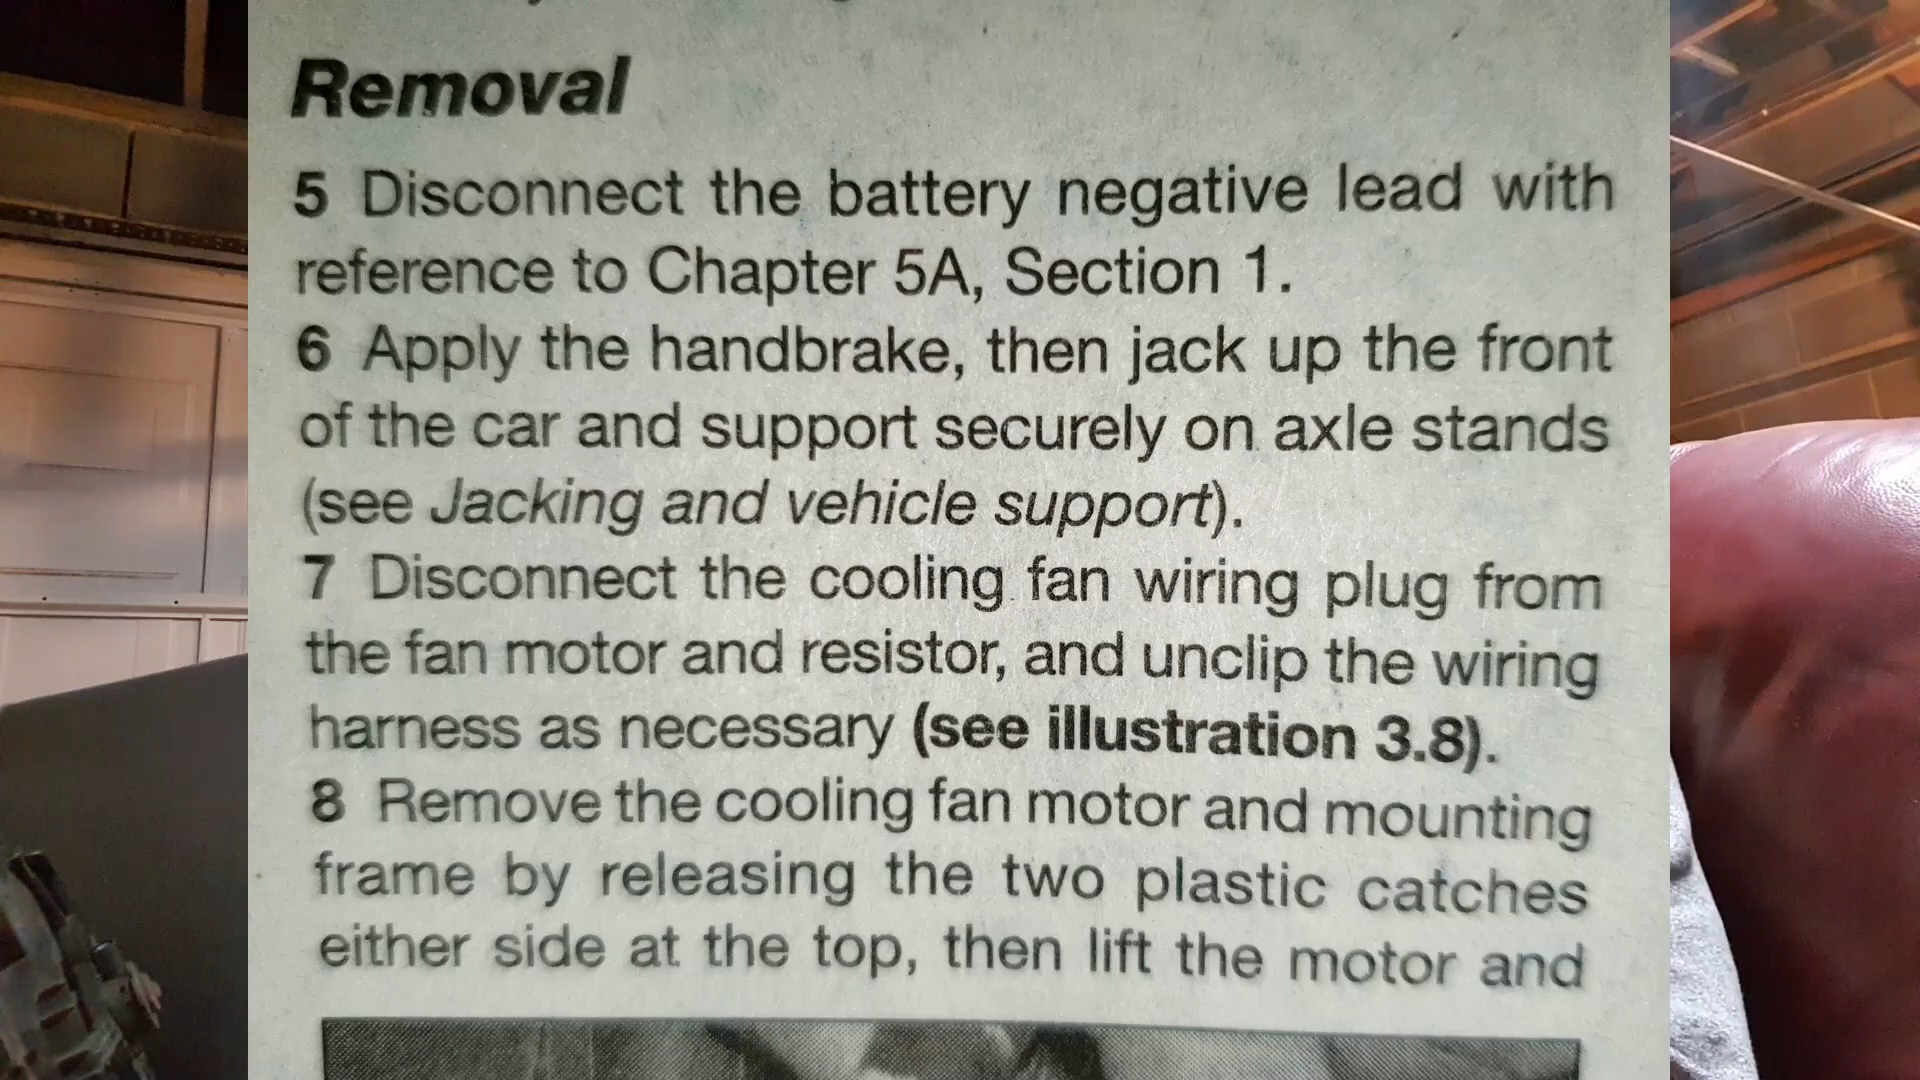 Removal
5 Disconnect the battery negative lead with
reference to Chapter 5A, Section 1.
6 Apply the handbrake, then jack up the front
of the car and support securely on axle stands
(see Jacking and vehicle support).
7 Disconnect the cooling fan wiring plug from
the fan motor and resistor, and unclip the wiring
harness as necessary (see illustration 3.8).
8 Remove the cooling fan motor and mounting
frame by releasing the two plastic catches
either side at the top, then lift the motor and